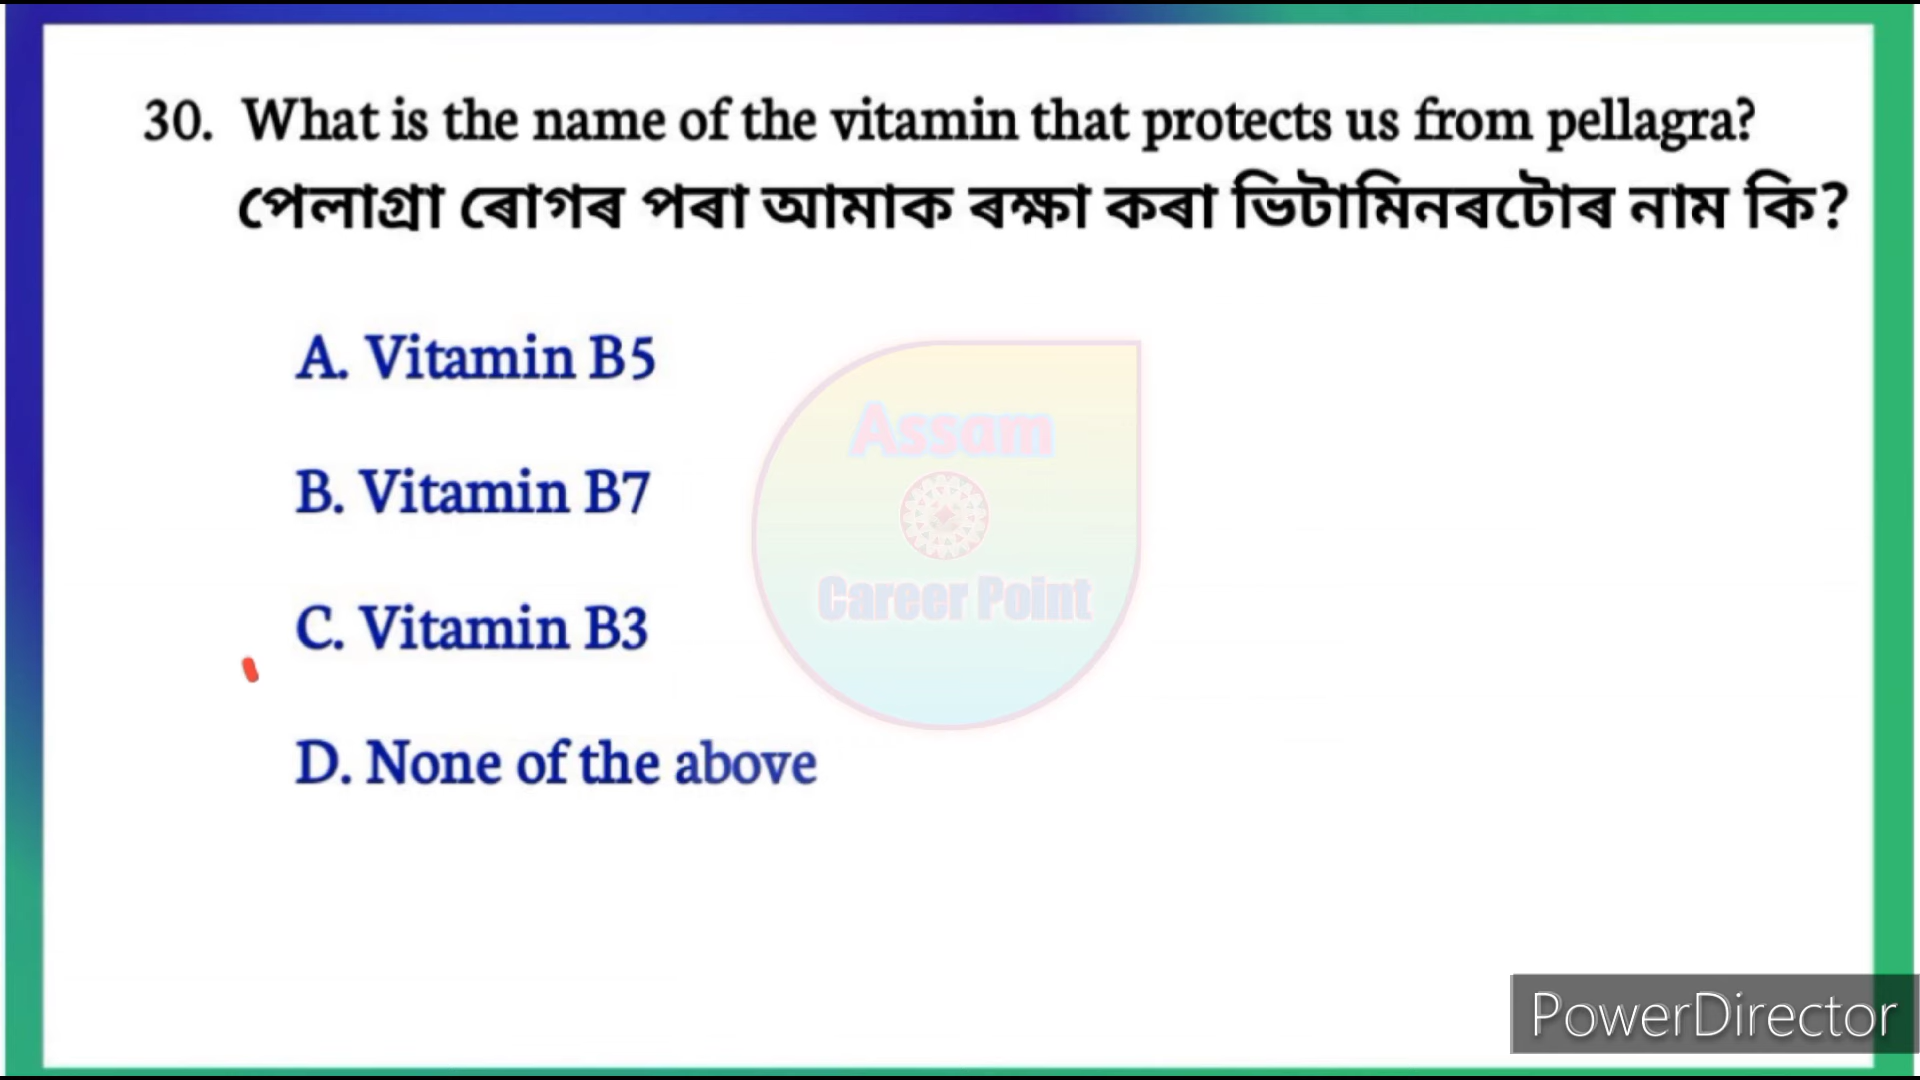 30. What is the name of the vitamin that protects us from pellagra?
পেলাগ্ৰা ৰোগৰ পৰা আমাক ৰক্ষা কৰা ভিটামিনৰটোৰ নাম কি?
A. Vitamin B5
B. Vitamin B7
C. Vitamin B3
D. None of the above
Assam
Career Point
PowerDirector